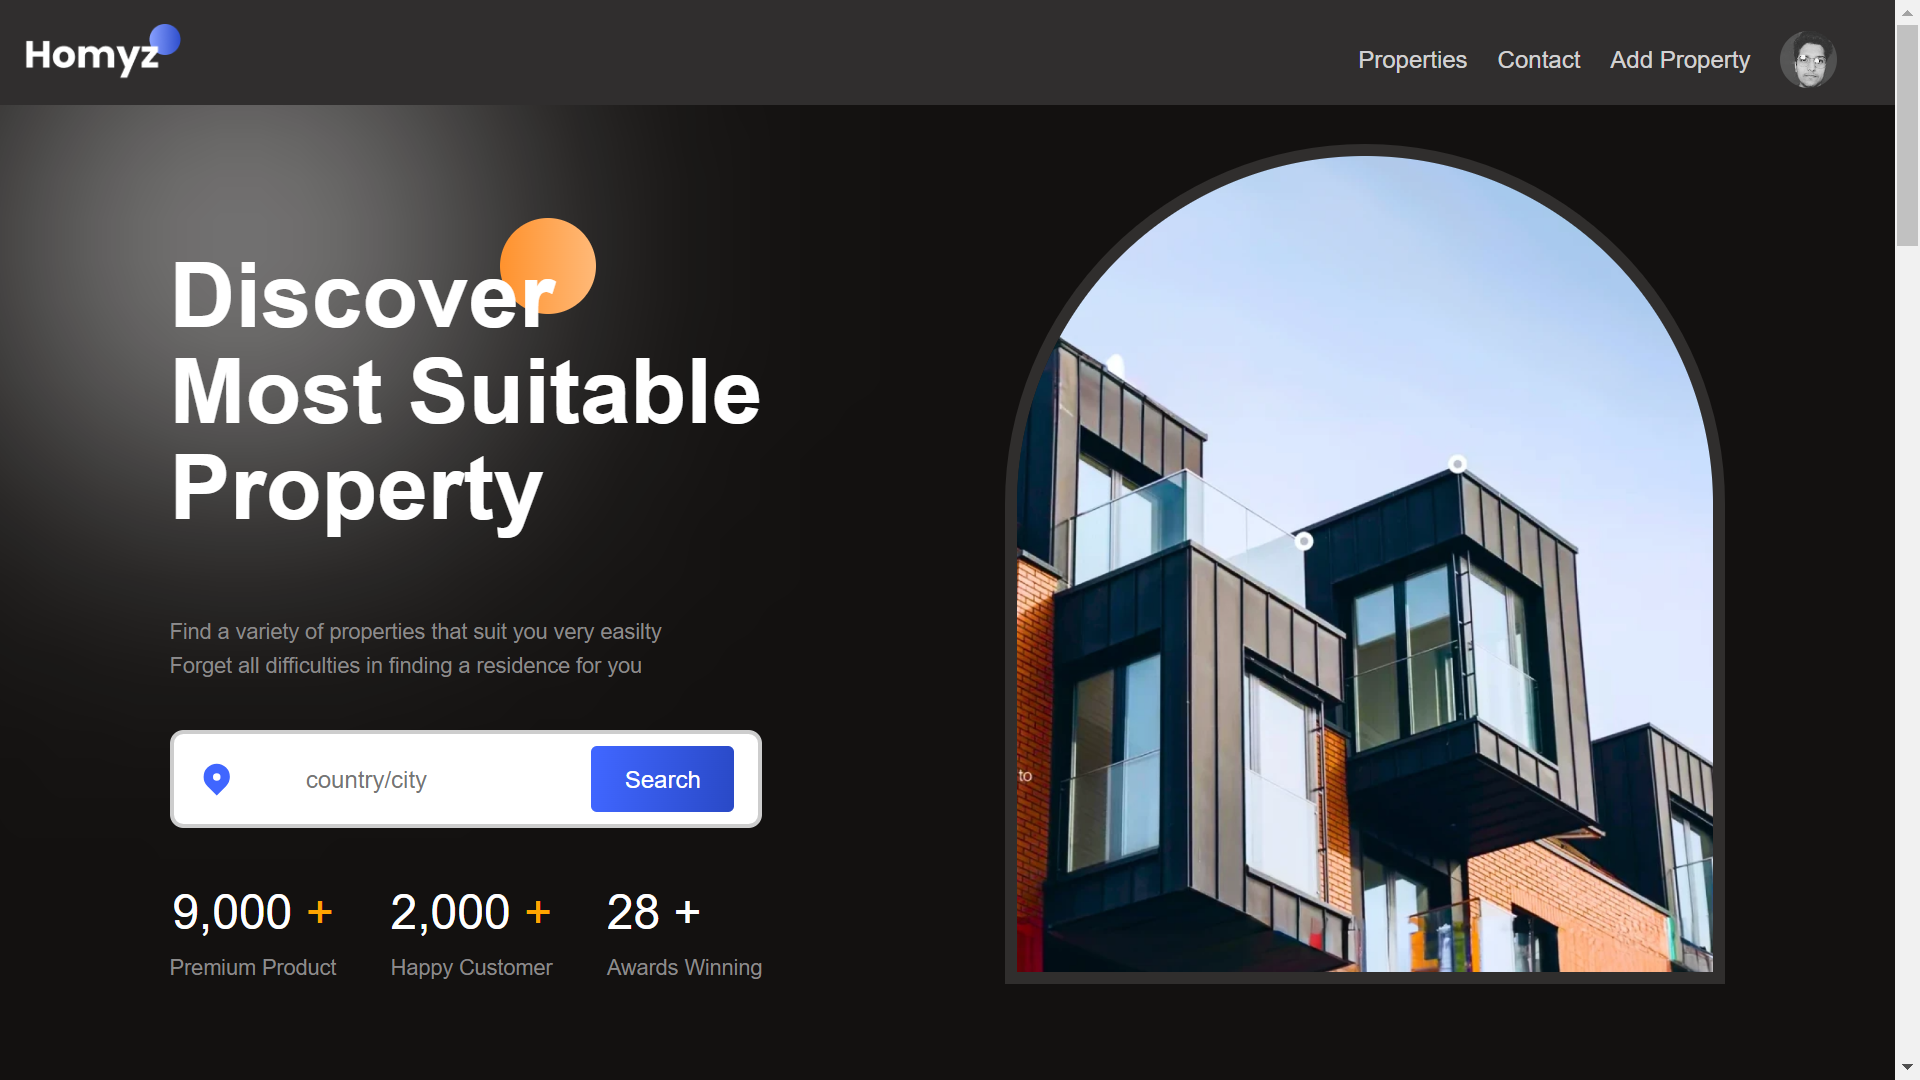 Homyz
Properties Contact Add Property
Discover
Most Suitable
Property
Find a variety of properties that suit you very easilty
Forget all difficulties in finding a residence for you
country/city
Search
9,000 + 2,000 + 28 +
Premium Product Happy Customer Awards Winning
to